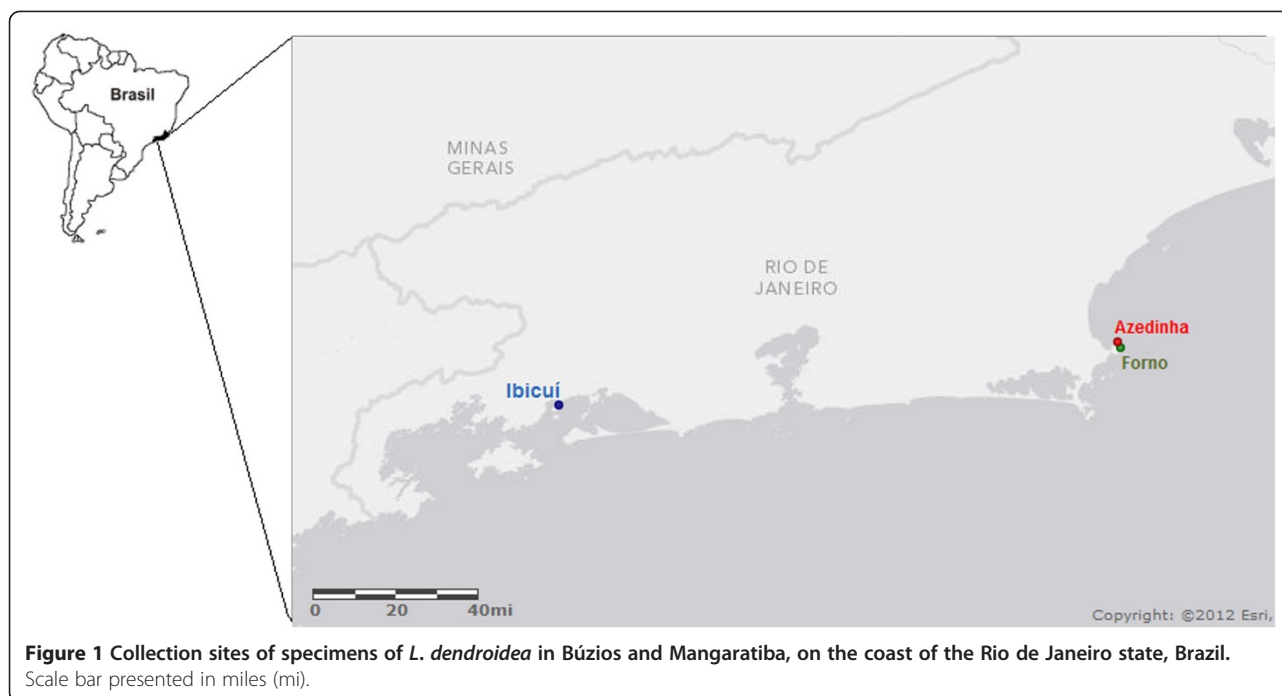 Brasil
MINAS
GERAIS
RIO DE
JANEIRO
Azedinha
Forno
Ibicuí
0 20 40mi
Copyright: ©2012 Esri,
Figure 1 Collection sites of specimens of L. dendroidea in Búzios and Mangaratiba, on the coast of the Rio de Janeiro state, Brazil.
Scale bar presented in miles (mi).